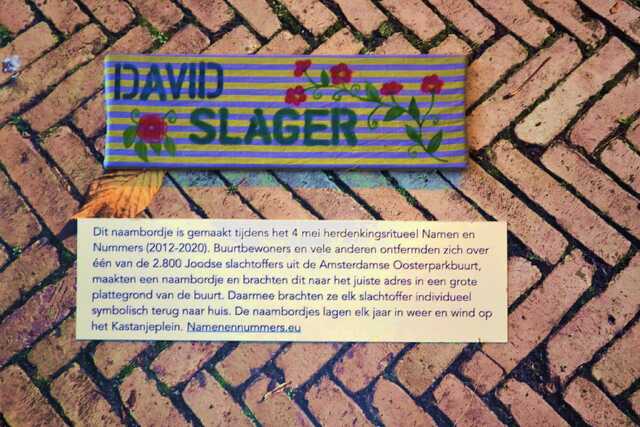 DAVID
SLAGER
Dit naambordje is gemaakt tijdens het 4 mei herdenkingsritueel Namen en
Nummers (2012-2020). Buurtbewoners en vele anderen ontfermden zich over
één van de 2.800 Joodse slachtoffers uit de Amsterdamse Oosterparkbuurt,
maakten een naambordje en brachten dit naar het juiste adres in een grote
plattegrond van de buurt. Daarmee brachten ze elk slachtoffer individueel
symbolisch terug naar huis. De naambordjes lagen elk jaar in weer en wind op
het Kastanjeplein. Namenennummers.eu